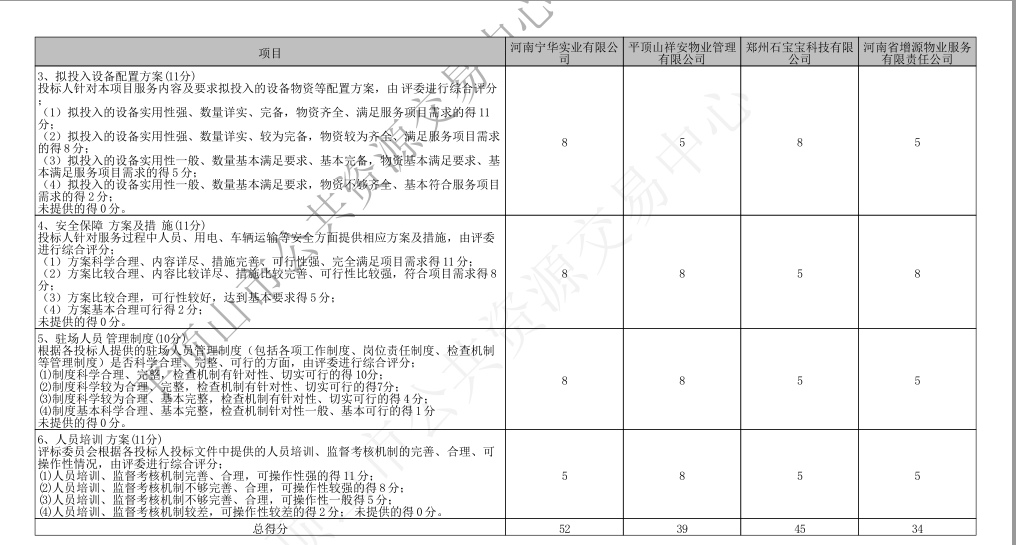 项目
河南宁华实业有限公
司
平顶山祥安物业管理
有限公司
郑州石宝宝科技有限
公司
河南省增源物业服务
有限责任公司
3、拟投入设备配置方案(11分)
投标人针对本项目服务内容及要求拟投入的设备物资等配置方案，由 评委进行综合评分
；
（1）拟投入的设备实用性强、数量详实、完备，物资齐全、满足服务项目需求的得 11
分；
（2）拟投入的设备实用性强、数量详实、较为完备，物资较为齐全、满足服务项目需求
的得 8 分；
（3）拟投入的设备实用性一般、数量基本满足要求、基本完备，物资基本满足要求、基
本满足服务项目需求的得 5 分；
（4）拟投入的设备实用性一般、数量基本满足要求，物资不够齐全、基本符合服务项目
需求的得 2 分；
未提供的得 0 分。
8
5
8
5
4、安全保障 方案及措 施(11分)
投标人针对服务过程中人员、用电、车辆运输等安全方面提供相应方案及措施，由评委
进行综合评分；
（1）方案科学合理、内容详尽、措施完善、可行性强、完全满足项目需求得 11 分；
（2）方案比较合理、内容比较详尽、措施比较完善、可行性比较强，符合项目需求得 8
分；
（3）方案比较合理，可行性较好，达到基本要求得 5 分；
（4）方案基本合理可行得 2 分；
未提供的得 0 分。
8
8
5
8
5、驻场人员 管理制度(10分)
根据各投标人提供的驻场人员管理制度（包括各项工作制度、岗位责任制度、检查机制
等管理制度）是否科学合理、完整、可行的方面，由评委进行综合评分；
(1)制度科学合理、完整，检查机制有针对性、切实可行的得 10分；
(2)制度科学较为合理、完整，检查机制有针对性、切实可行的得7分；
(3)制度科学较为合理、基本完整，检查机制有针对性、切实可行的得 4 分；
(4)制度基本科学合理、基本完整，检查机制针对性一般、基本可行的得 1 分
未提供的得 0 分。
8
8
5
5
6、人员培训 方案(11分)
评标委员会根据各投标人投标文件中提供的人员培训、监督考核机制的完善、合理、可
操作性情况，由评委进行综合评分；
(1)人员培训、监督考核机制完善、合理，可操作性强的得 11 分；
(2)人员培训、监督考核机制不够完善、合理，可操作性较强的得 8 分；
(3)人员培训、监督考核机制不够完善、合理，可操作性一般得 5 分；
(4)人员培训、监督考核机制较差，可操作性较差的得 2 分； 未提供的得 0 分。
5
8
5
5
总得分
52
39
45
34
平顶山市公共资源交易中心
顶山市公共资源交易中心